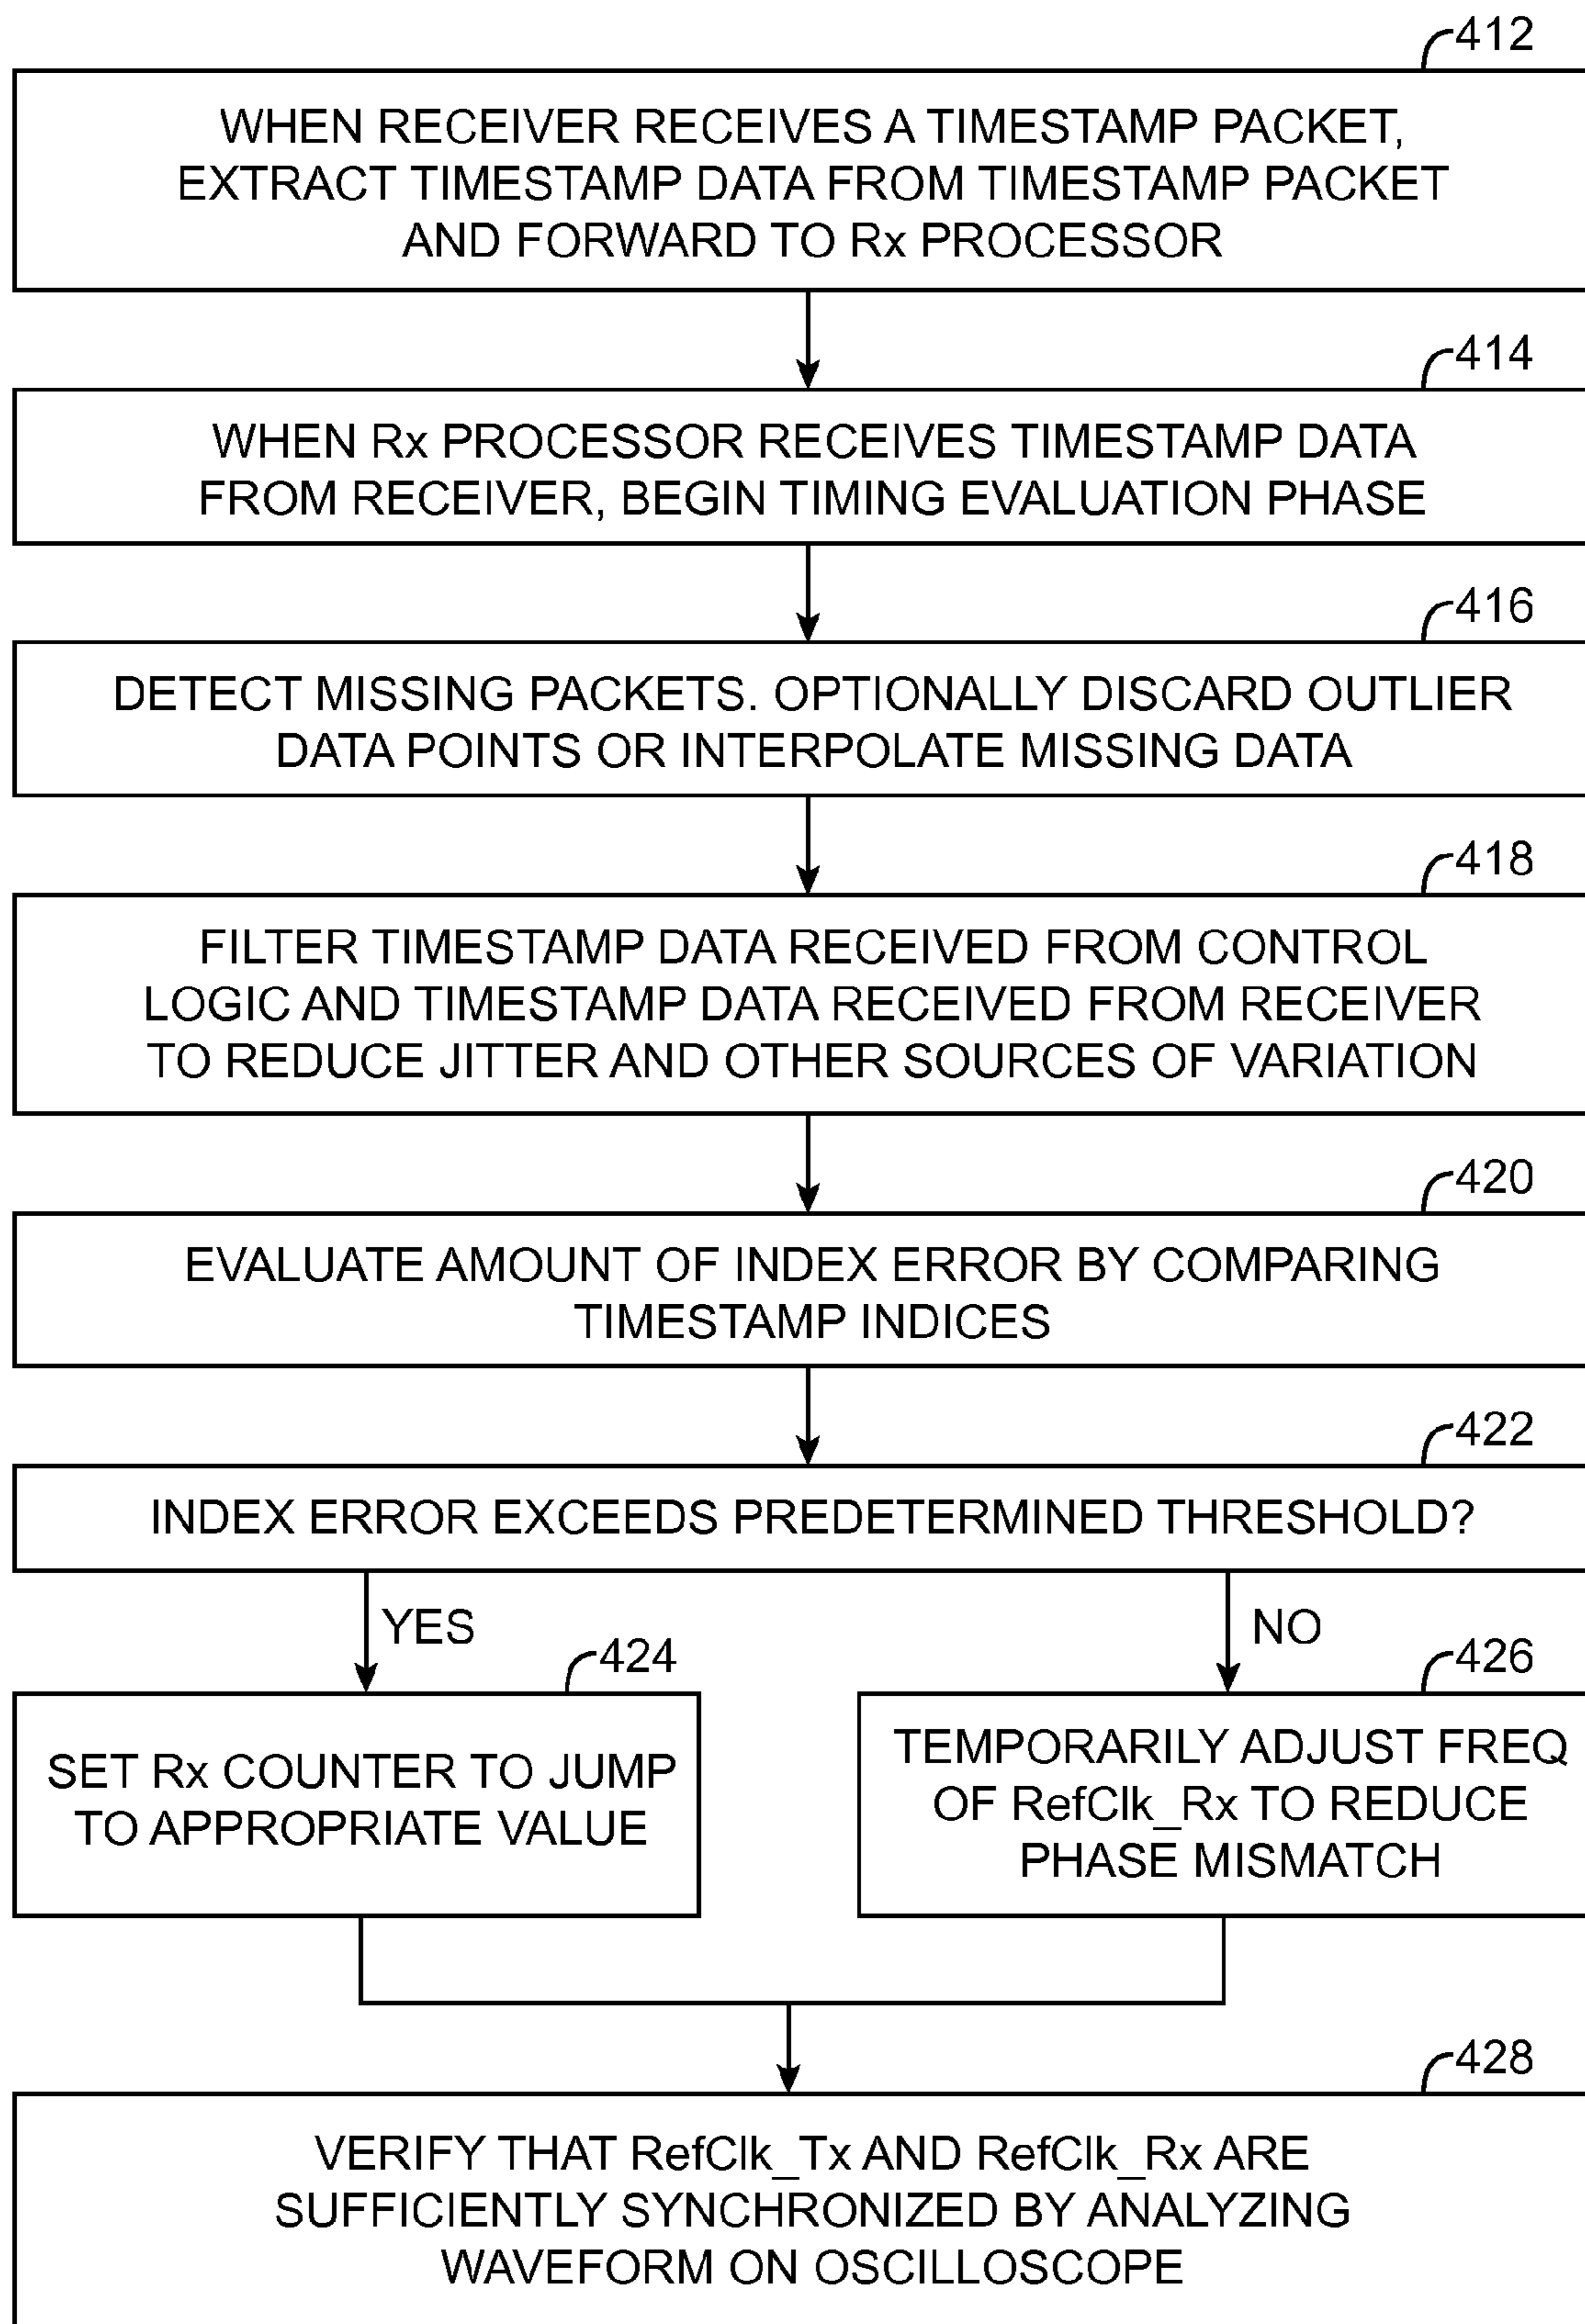 412
WHEN RECEIVER RECEIVES A TIMESTAMP PACKET,
EXTRACT TIMESTAMP DATA FROM TIMESTAMP PACKET
AND FORWARD TO Rx PROCESSOR
414
WHEN Rx PROCESSOR RECEIVES TIMESTAMP DATA
FROM RECEIVER, BEGIN TIMING EVALUATION PHASE
416
DETECT MISSING PACKETS. OPTIONALLY DISCARD OUTLIER
DATA POINTS OR INTERPOLATE MISSING DATA
418
FILTER TIMESTAMP DATA RECEIVED FROM CONTROL
LOGIC AND TIMESTAMP DATA RECEIVED FROM RECEIVER
TO REDUCE JITTER AND OTHER SOURCES OF VARIATION
420
EVALUATE AMOUNT OF INDEX ERROR BY COMPARING
TIMESTAMP INDICES
422
INDEX ERROR EXCEEDS PREDETERMINED THRESHOLD?
YES
424
SET Rx COUNTER TO JUMP
TO APPROPRIATE VALUE
NO
426
TEMPORARILY ADJUST FREQ
OF RefClk_Rx TO REDUCE
PHASE MISMATCH
428
VERIFY THAT RefClk_Tx AND RefClk_Rx ARE
SUFFICIENTLY SYNCHRONIZED BY ANALYZING
WAVEFORM ON OSCILLOSCOPE